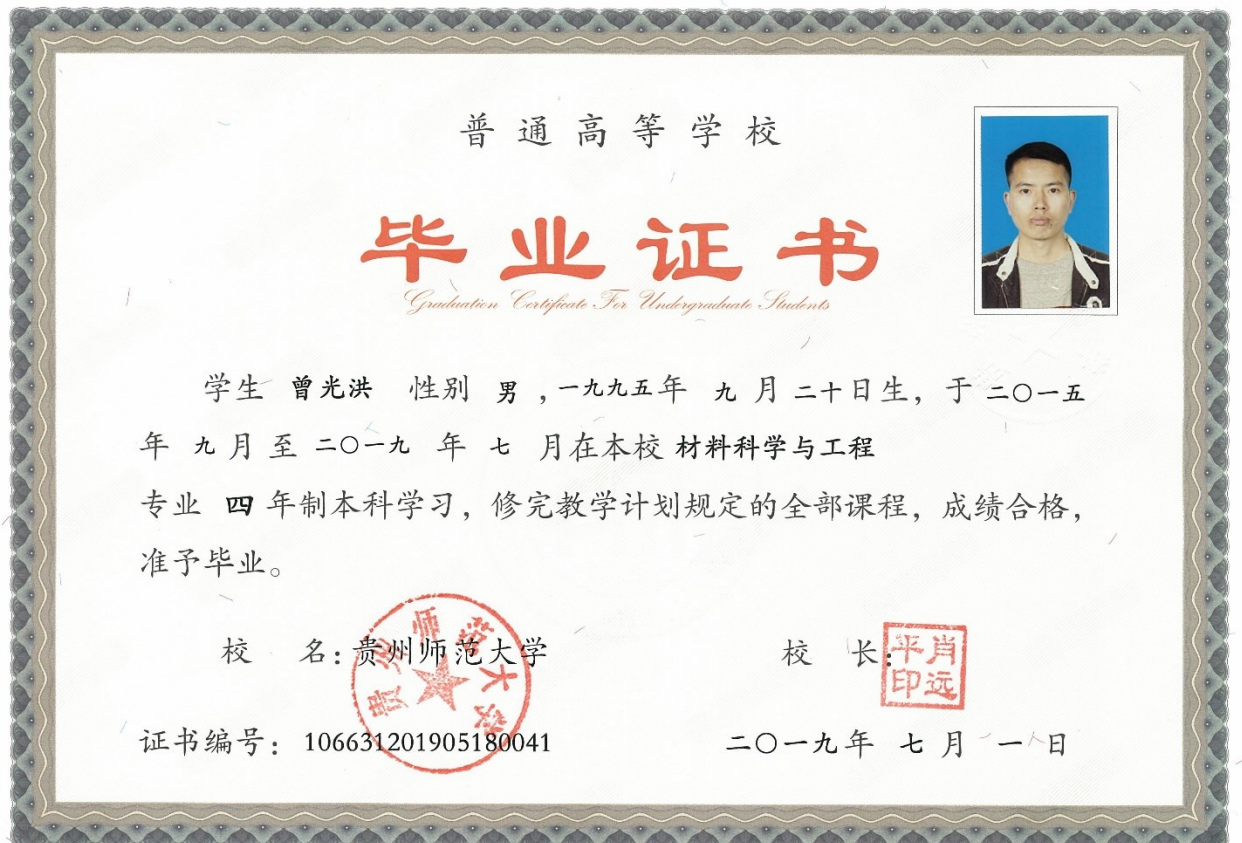 普通高等学校
毕业证书
Graduation Certificate For Undergraduate Students
学生 曾光洪 性别 男 ,一九九五年 九 月 二十日生，于 二〇一五
年 九 月 至 二〇一九 年 七 月在本校 材料科学与工程
专业 四 年制本科学习，修完教学计划规定的全部课程，成绩合格，
准予毕业。
校 名：贵州师范大学
贵州师范大学
校 长：
肖远平印
证书编号：106631201905180041
二〇一九年 七 月 一 日